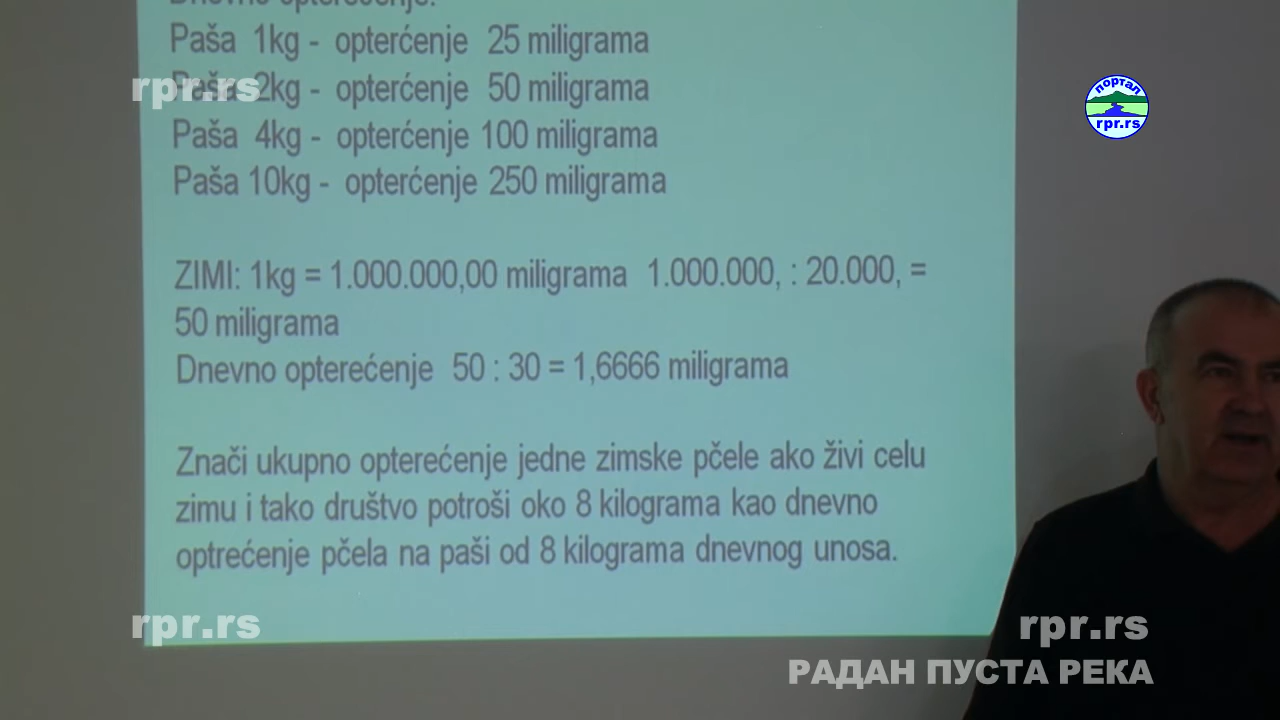 Dnevno opterećenje:
Paša 1kg - opterćenje 25 miligrama
Paša 2kg - opterćenje 50 miligrama
Paša 4kg - opterćenje 100 miligrama
Paša 10kg - opterćenje 250 miligrama
ZIMI: 1kg = 1.000.000,00 miligrama 1.000.000, : 20.000, =
50 miligrama
Dnevno opterećenje 50 : 30 = 1,6666 miligrama
Znači ukupno opterećenje jedne zimske pčele ako živi celu
zimu i tako društvo potroši oko 8 kilograma kao dnevno
optrećenje pčela na paši od 8 kilograma dnevnog unosa.
rpr.rs
портал
rpr.rs
rpr.rs
rpr.rs
РАДАН ПУСТА РЕКА